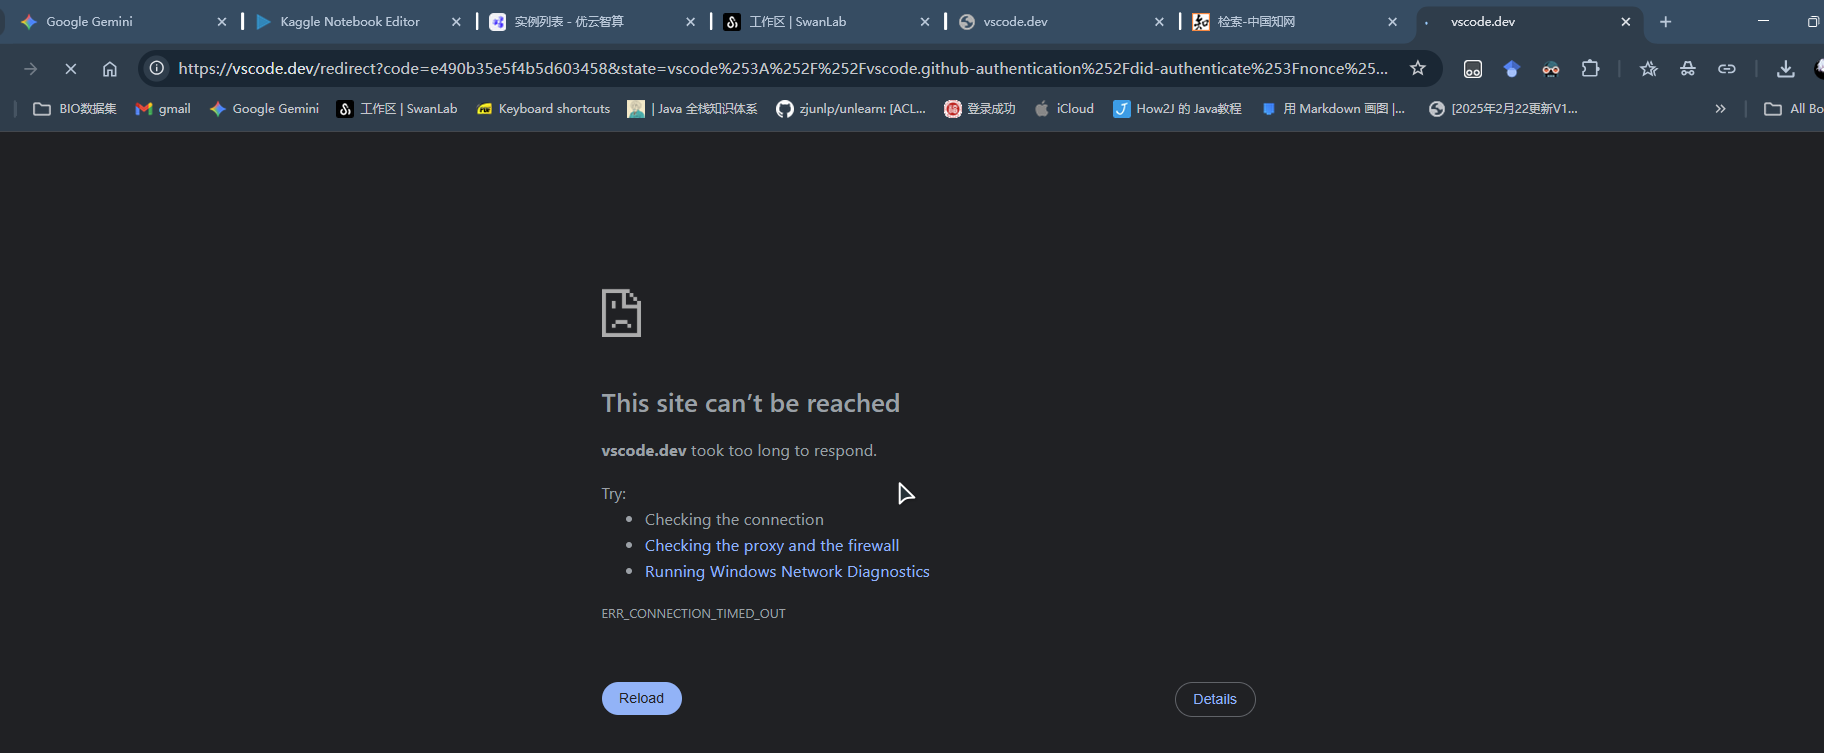 Google Gemini
Kaggle Notebook Editor
实例列表 - 优云智算
工作区 | SwanLab
vscode.dev
检索-中国知网
vscode.dev
https://vscode.dev/redirect?code=e490b35e5f4b5d603458&state=vscode%253A%252F%252Fvscode.github-authentication%252Fdid-authenticate%253Fnonce%25...
BIO数据集
gmail
Google Gemini
工作区 | SwanLab
Keyboard shortcuts
| Java 全栈知识体系
zjunlp/unlearn: [ACL...
登录成功
iCloud
How2J 的 Java教程
用 Markdown 画图 |...
[2025年2月22更新V1...
All Bo
This site can’t be reached
vscode.dev took too long to respond.
Try:
• Checking the connection
• Checking the proxy and the firewall
• Running Windows Network Diagnostics
ERR_CONNECTION_TIMED_OUT
Reload
Details